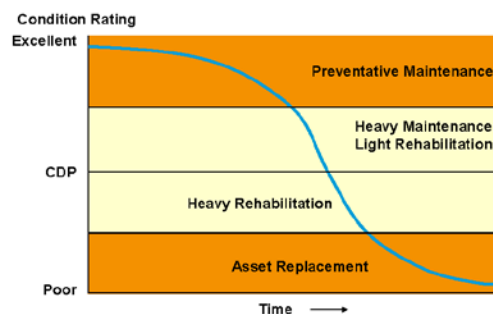 Condition Rating
Excellent
Preventative Maintenance
Heavy Maintenance
Light Rehabilitation
CDP
Heavy Rehabilitation
Asset Replacement
Poor
Time